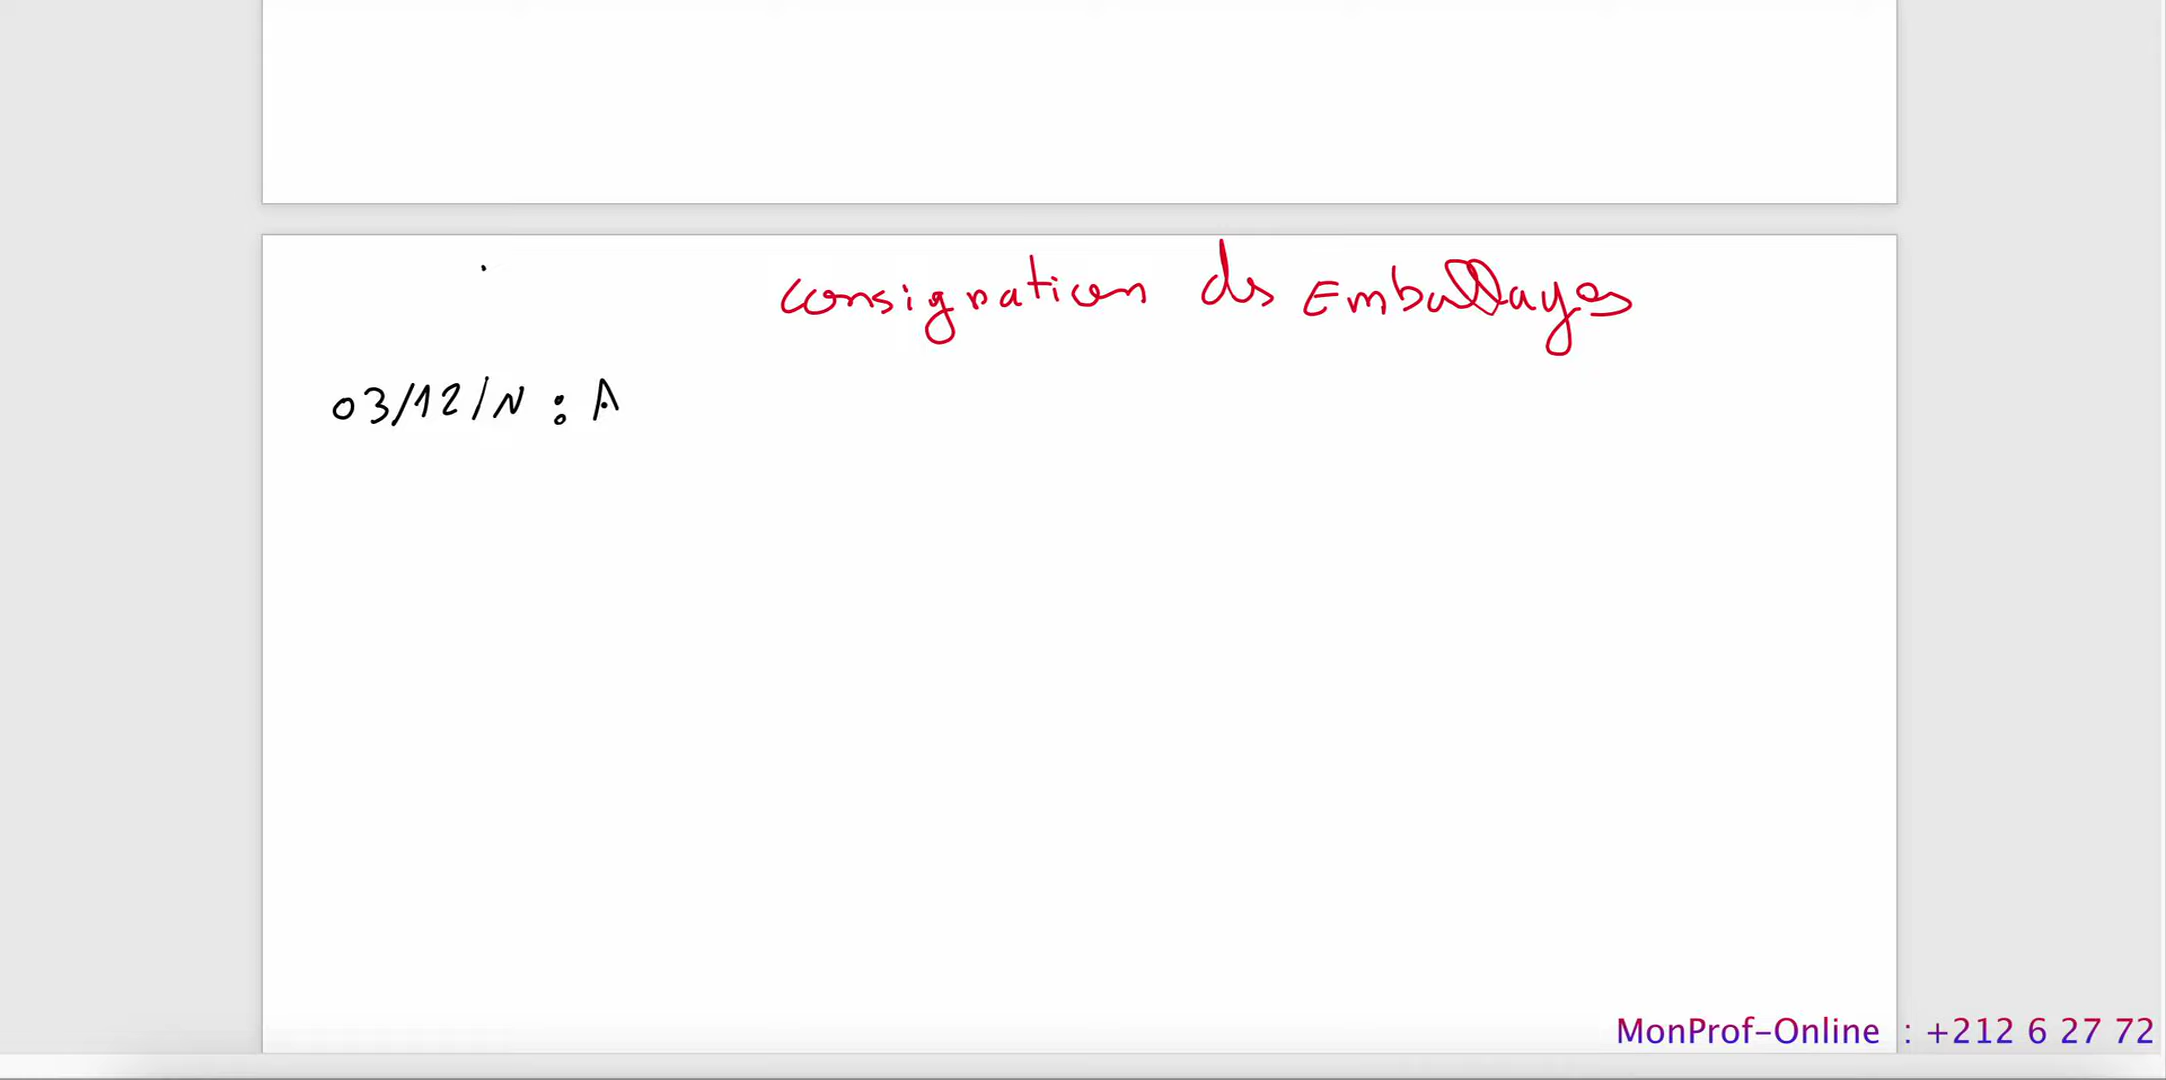 consignation des Emballages
03/12/N : A
MonProf-Online : +212 6 27 72